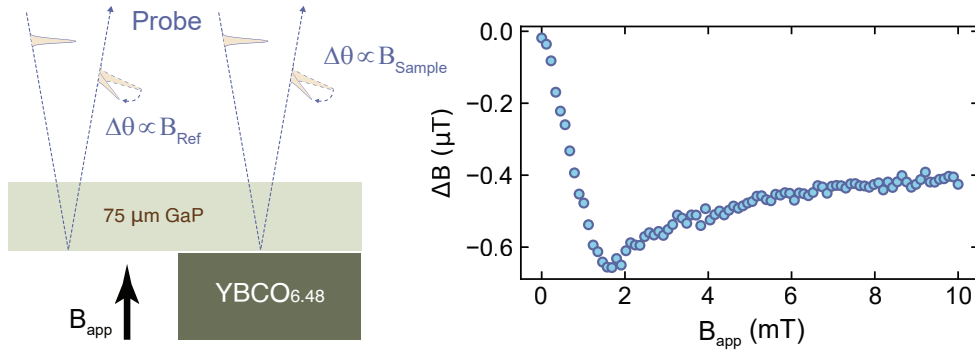 Probe
Δθ∝B_Sample
Δθ∝B_Ref
75 μm GaP
YBCO_6.48
B_app
0.0
−0.2
−0.4
−0.6
ΔB (μT)
0 2 4 6 8 10
B_app (mT)